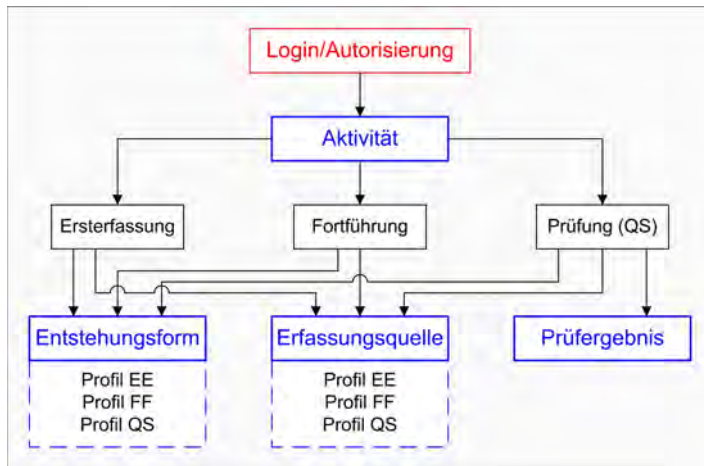 Login/Autorisierung
Aktivität
Ersterfassung
Fortführung
Prüfung (QS)
Entstehungsform
Erfassungsquelle
Prüfergebnis
Profil EE
Profil FF
Profil QS
Profil EE
Profil FF
Profil QS